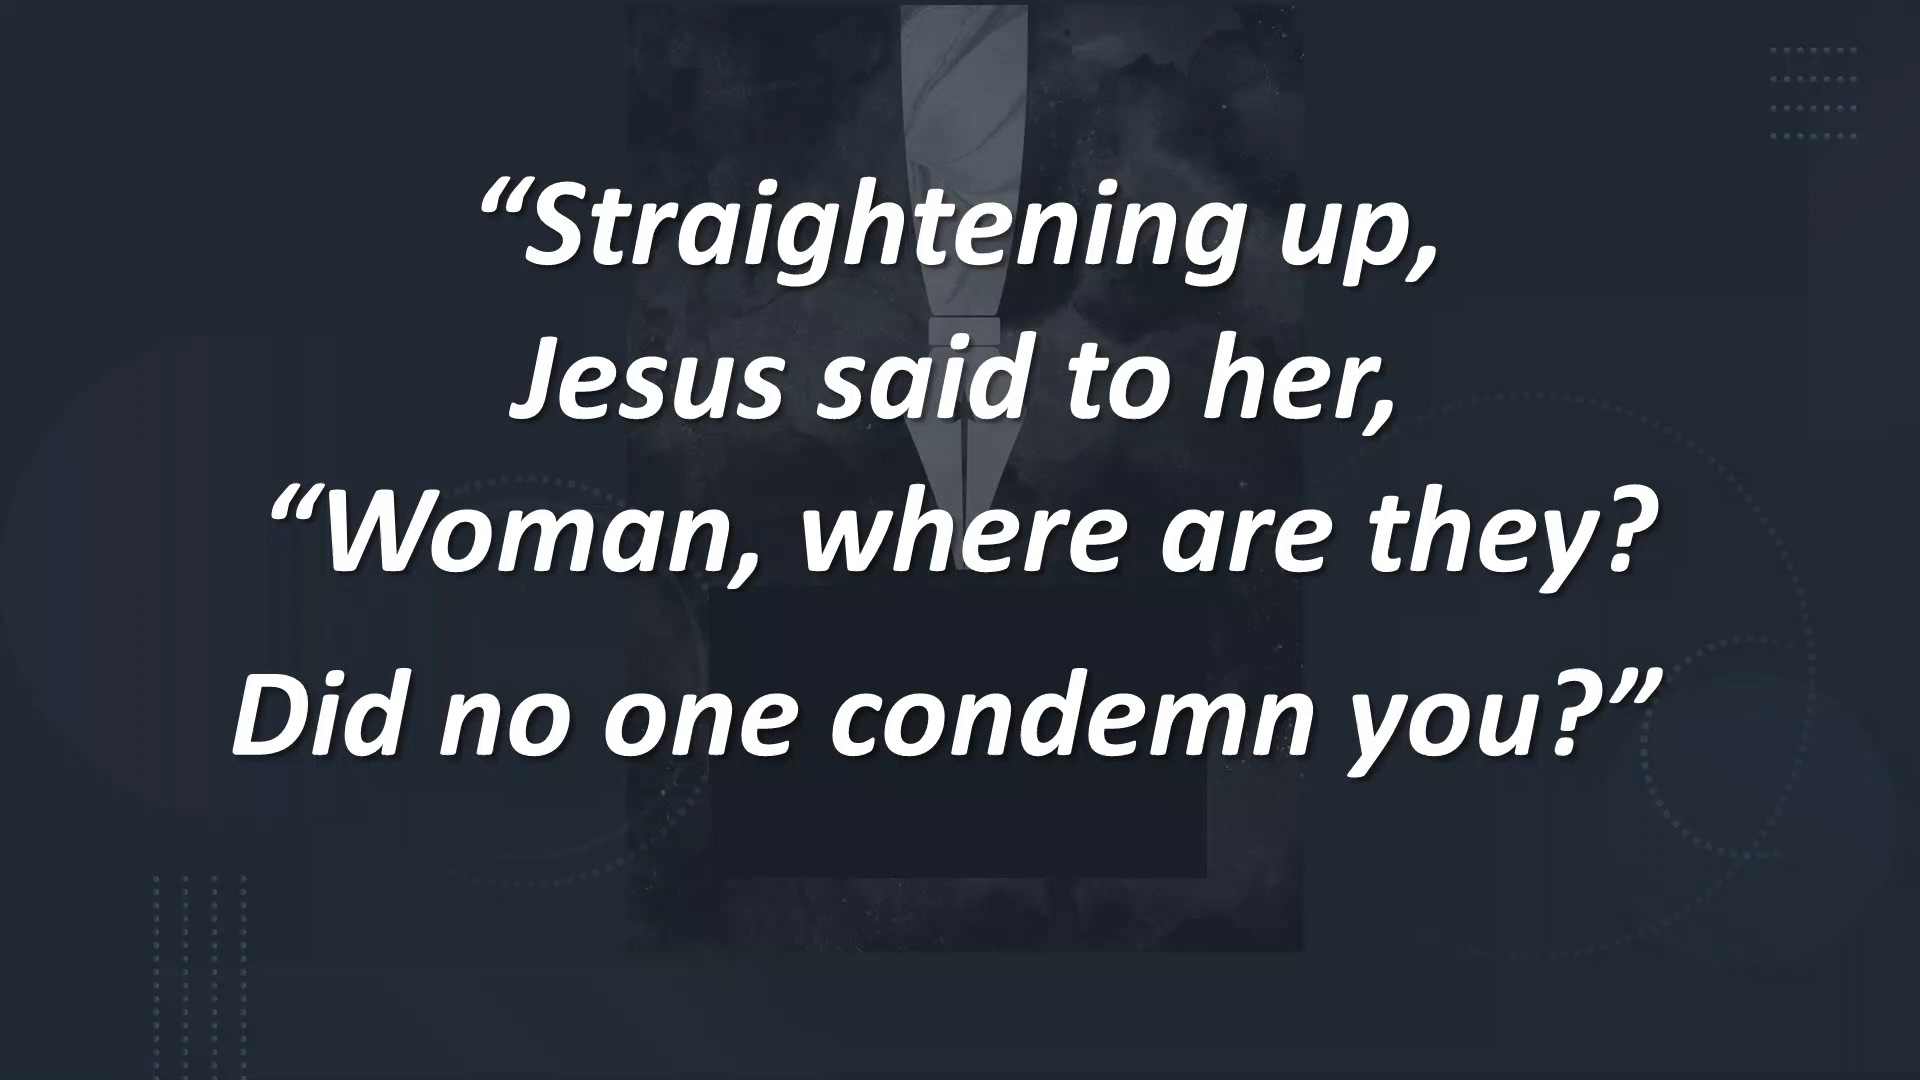 “Straightening up,
Jesus said to her,
“Woman, where are they?
Did no one condemn you?”